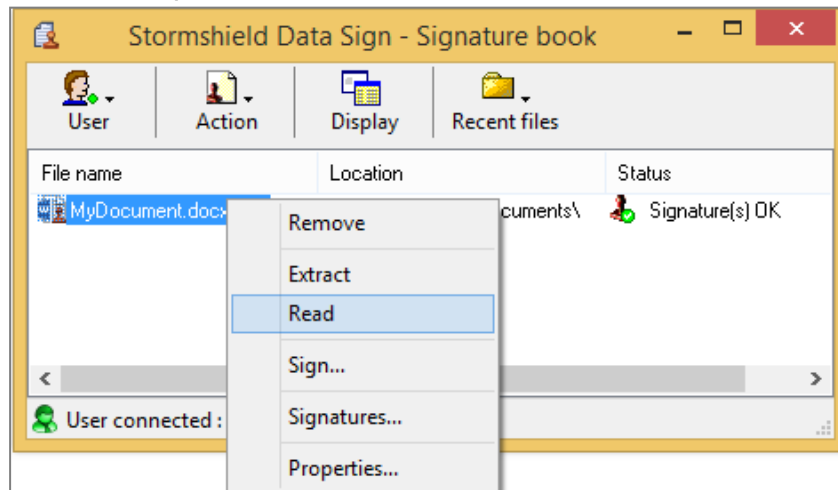 Stormshield Data Sign - Signature book
User Action Display Recent files
File name Location Status
MyDocument.docx cuments\ Signature(s) OK
Remove
Extract
Read
Sign...
Signatures...
User connected :
Properties...